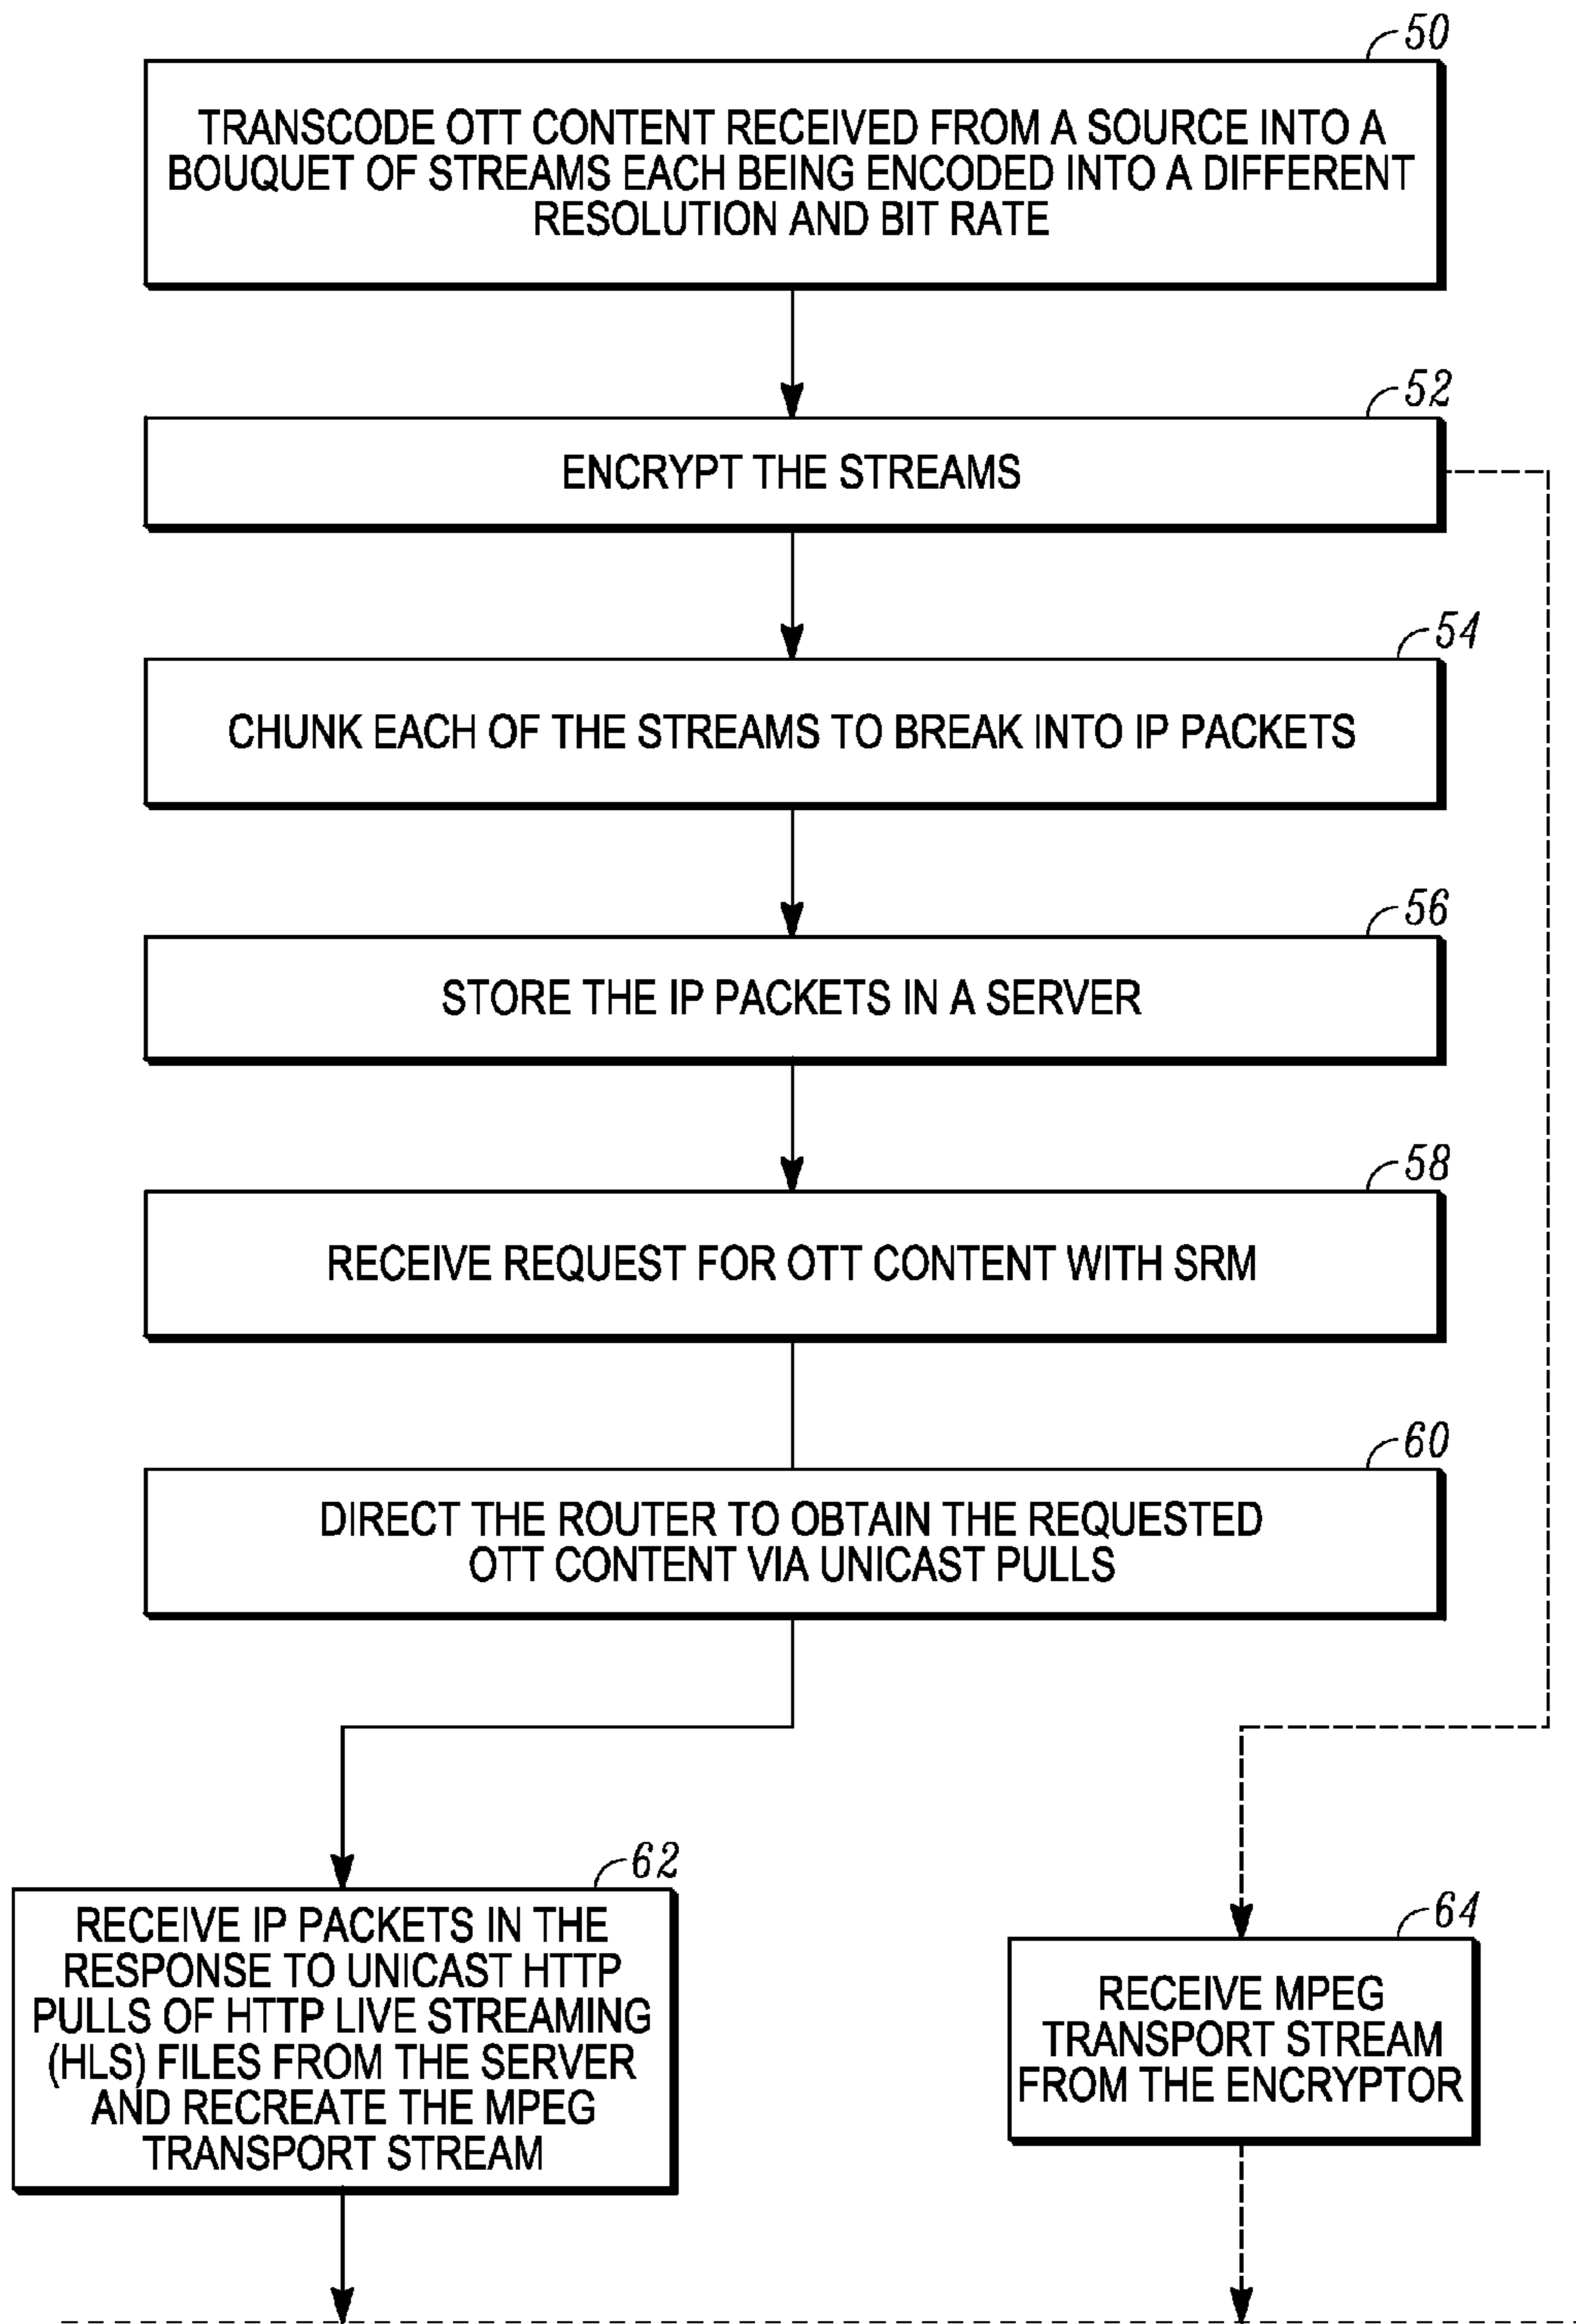 50
TRANSCODE OTT CONTENT RECEIVED FROM A SOURCE INTO A
BOUQUET OF STREAMS EACH BEING ENCODED INTO A DIFFERENT
RESOLUTION AND BIT RATE
52
ENCRYPT THE STREAMS
54
CHUNK EACH OF THE STREAMS TO BREAK INTO IP PACKETS
56
STORE THE IP PACKETS IN A SERVER
58
RECEIVE REQUEST FOR OTT CONTENT WITH SRM
60
DIRECT THE ROUTER TO OBTAIN THE REQUESTED
OTT CONTENT VIA UNICAST PULLS
62
RECEIVE IP PACKETS IN THE
RESPONSE TO UNICAST HTTP
PULLS OF HTTP LIVE STREAMING
(HLS) FILES FROM THE SERVER
AND RECREATE THE MPEG
TRANSPORT STREAM
64
RECEIVE MPEG
TRANSPORT STREAM
FROM THE ENCRYPTOR